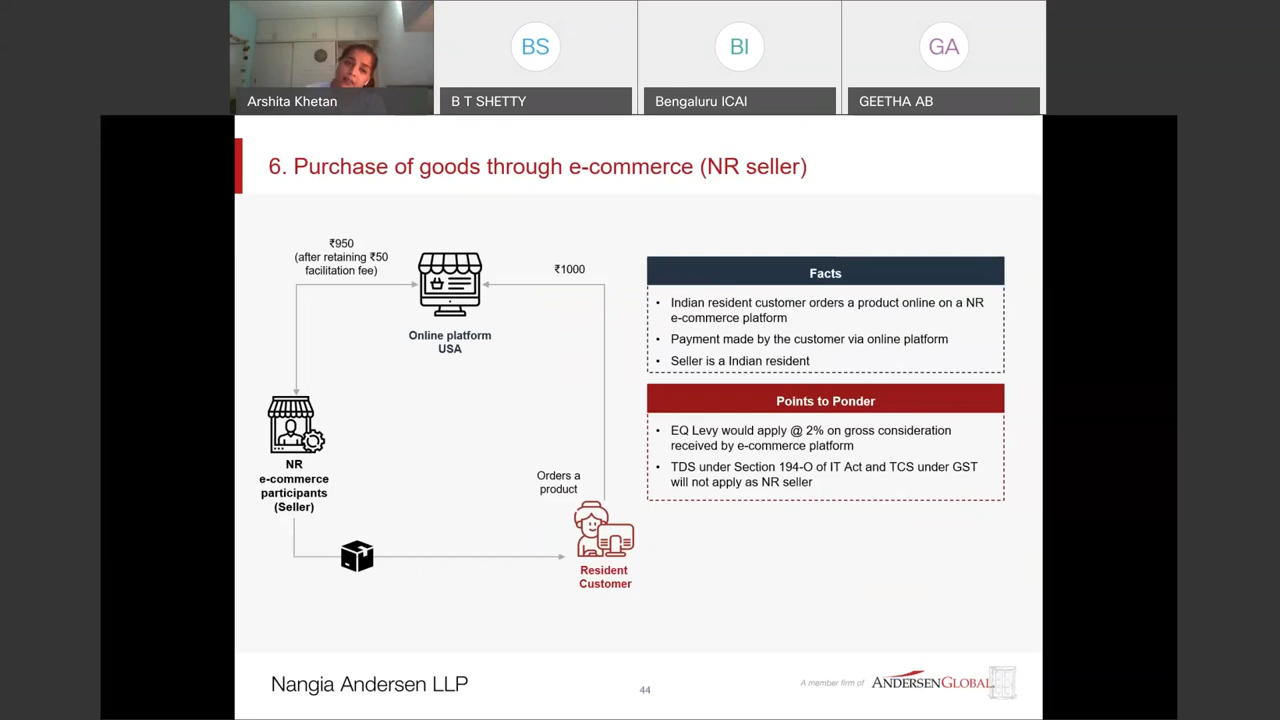 BS
BI
GA
Arshita Khetan
B T SHETTY
Bengaluru ICAI
GEETHA AB
6. Purchase of goods through e-commerce (NR seller)
₹950
(after retaining ₹50
facilitation fee)
₹1000
Online platform
USA
NR
e-commerce
participants
(Seller)
Orders a
product
Resident
Customer
Facts
• Indian resident customer orders a product online on a NR
e-commerce platform
• Payment made by the customer via online platform
• Seller is a Indian resident
Points to Ponder
• EQ Levy would apply @ 2% on gross consideration
received by e-commerce platform
• TDS under Section 194-O of IT Act and TCS under GST
will not apply as NR seller
Nangia Andersen LLP
44
A member firm of
ANDERSEN GLOBAL